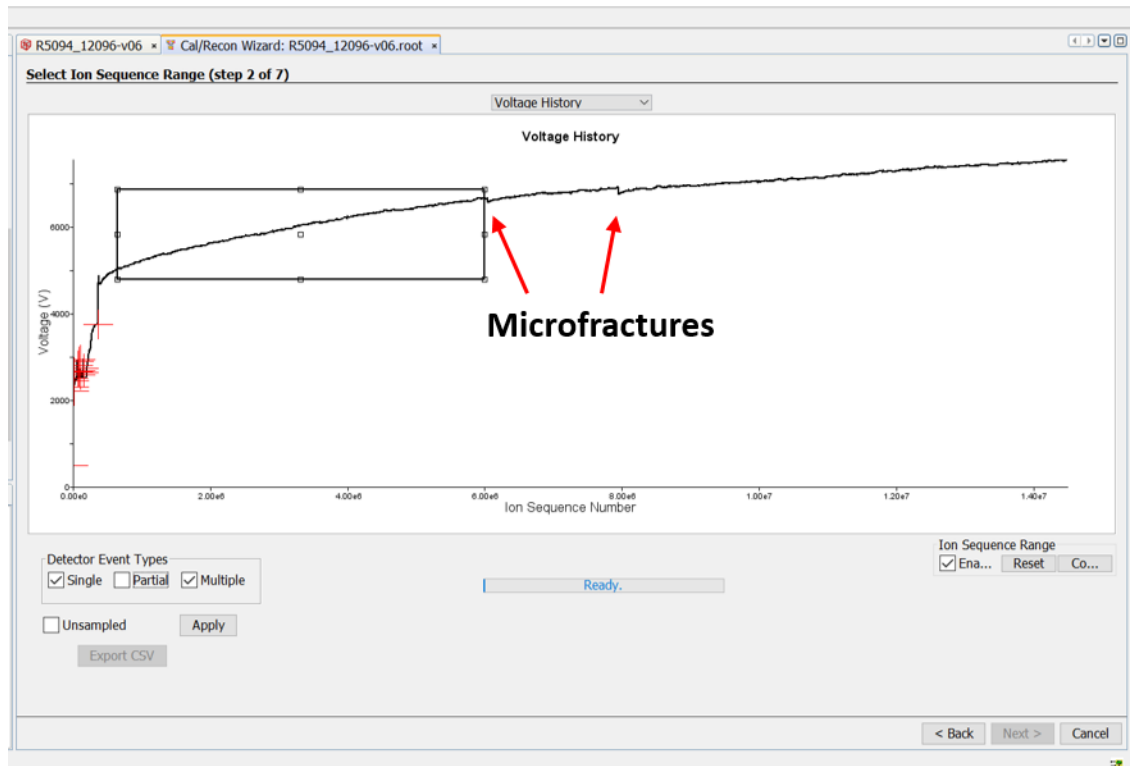 R5094_12096-v06 × Cal/Recon Wizard: R5094_12096-v06.root ×
Select Ion Sequence Range (step 2 of 7)
Voltage History
Voltage History
6000
4000
2000
0
Voltage (V)
Microfractures
0.00e0 2.00e6 4.00e6 6.00e6 8.00e6 1.00e7 1.20e7 1.40e7
Ion Sequence Number
Detector Event Types
Single Partial Multiple
Ready.
Ion Sequence Range
Ena... Reset Co...
Unsampled Apply
Export CSV
< Back Next > Cancel